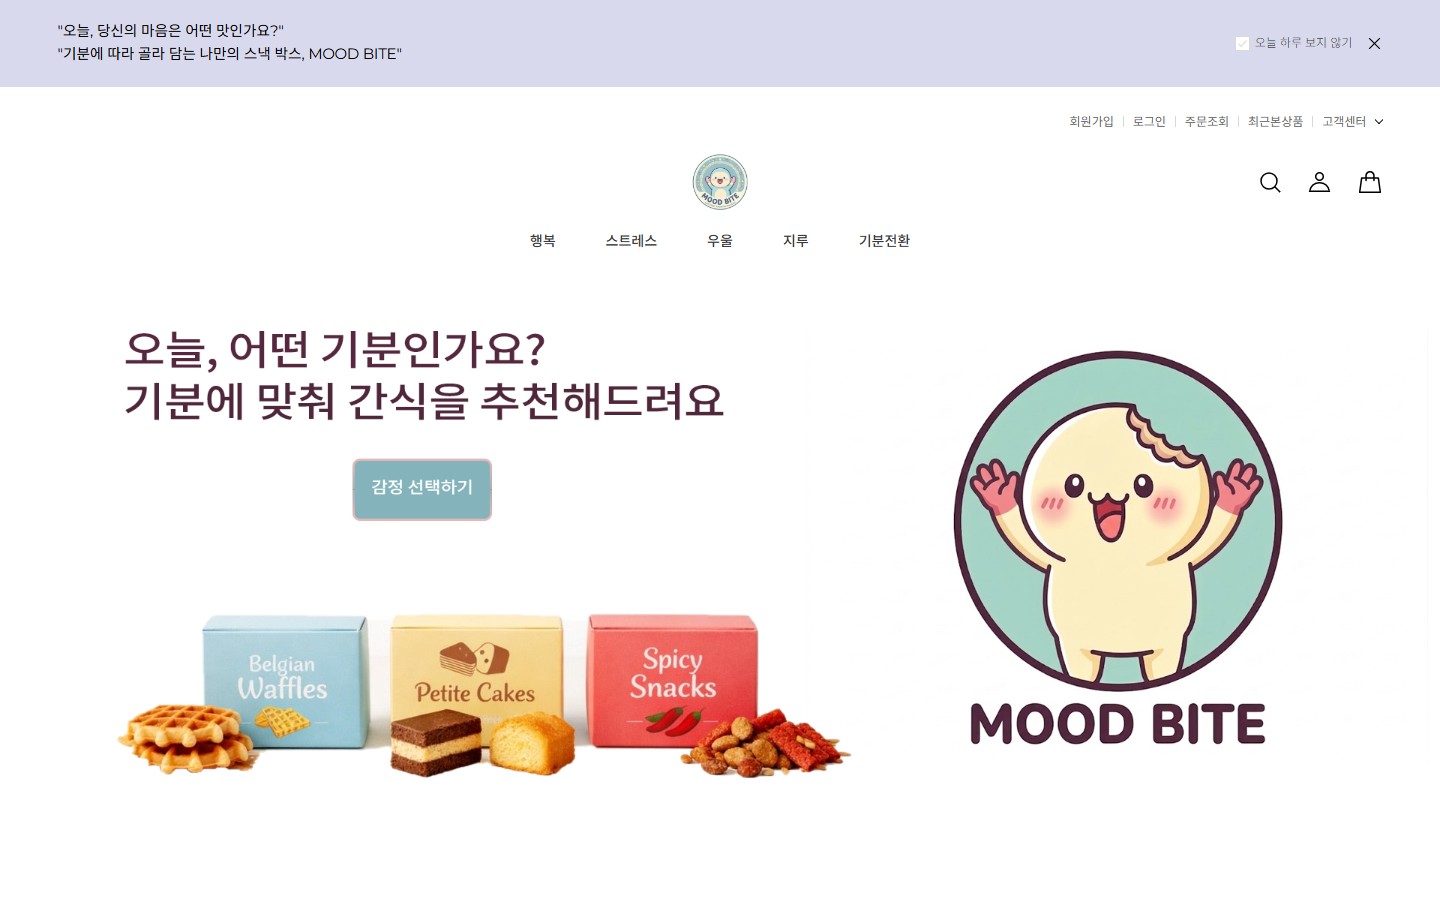 "오늘, 당신의 마음은 어떤 맛인가요?"
"기분에 따라 골라 담는 나만의 스낵 박스, MOOD BITE"
오늘 하루 보지 않기
회원가입
로그인
주문조회
최근본상품
고객센터
MOOD BITE
행복
스트레스
우울
지루
기분전환
오늘, 어떤 기분인가요?
기분에 맞춰 간식을 추천해드려요
감정 선택하기
Belgian
Waffles
Petite Cakes
Spicy
Snacks
MOOD BITE